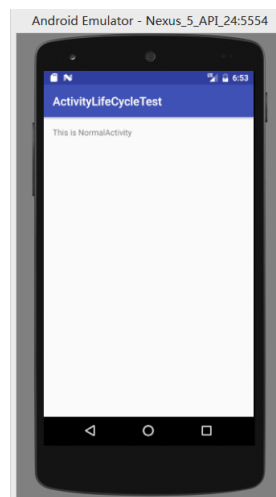 Android Emulator - Nexus_5_API_24:5554
6:53
ActivityLifeCycleTest
This is NormalActivity